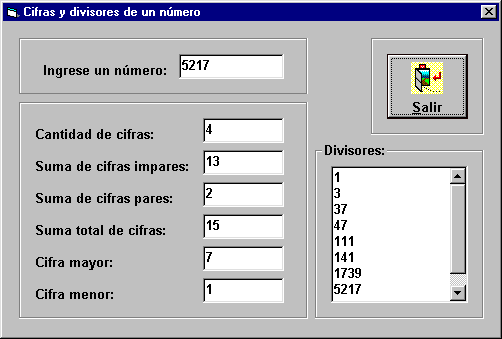 Cifras y divisores de un número
Ingrese un número: 5217
Salir
Cantidad de cifras: 4
Suma de cifras impares: 13
Suma de cifras pares: 2
Suma total de cifras: 15
Cifra mayor: 7
Cifra menor: 1
Divisores:
1
3
37
47
111
141
1739
5217